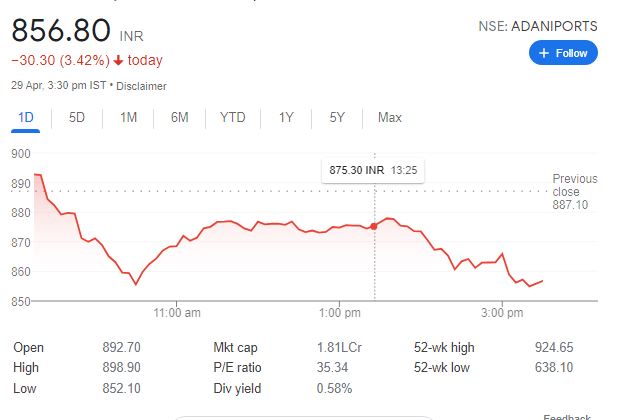 856.80 INR
NSE: ADANIPORTS
−30.30 (3.42%) today
+ Follow
29 Apr, 3:30 pm IST • Disclaimer
1D 5D 1M 6M YTD 1Y 5Y Max
900
875.30 INR 13:25
890
Previous
close
887.10
880
870
860
850
11:00 am 1:00 pm 3:00 pm
Open 892.70 Mkt cap 1.81LCr 52-wk high 924.65
High 898.90 P/E ratio 35.34 52-wk low 638.10
Low 852.10 Div yield 0.58%
Feedback